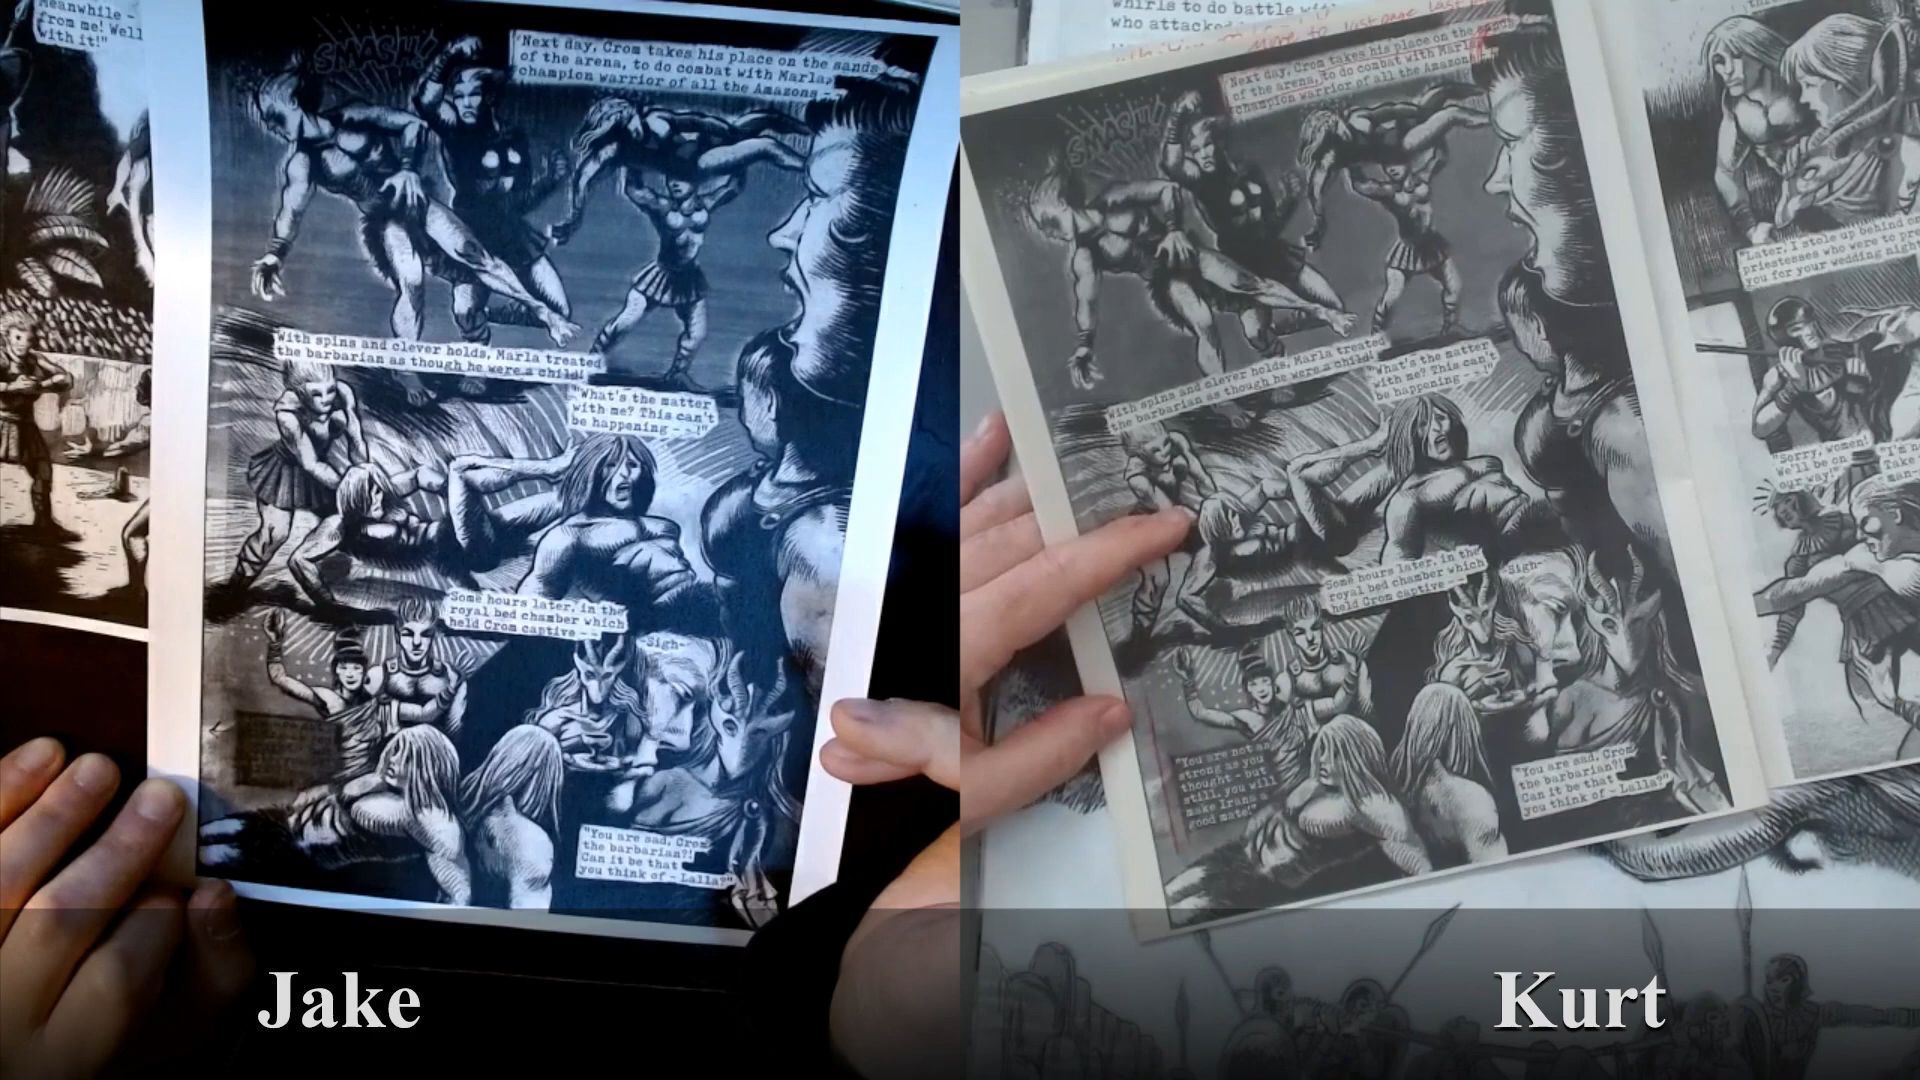 Meanwhile -
from me! Well
with it!"
SMASH!
"Next day, Crom takes his place on the sands
of the arena, to do combat with Marla,
champion warrior of all the Amazons -
With spins and clever holds, Marla treated
the barbarian as though he were a child!
"What's the matter
with me? This can't
be happening - - !"
Some hours later, in the
royal bed chamber which
held Crom captive - -
-Sigh-
"You are sad, Crom
the barbarian?!
Can it be that
you think of - Lalla?"
Jake
whirls to do battle
who attacked
to last page
SMASH!
"Next day, Crom takes his place on the sands
of the arena, to do combat with Marla
champion warrior of all the Amazons
With spins and clever holds, Marla treated
the barbarian as though he were a child!
"What's the matter
with me? This can't
be happening - - !"
Some hours later, in the
royal bed chamber which
held Crom captive - -
-Sigh-
"You are not as
strong as you
thought - but
still, you will
make Irana a
good mate!"
"You are sad, Crom
the barbarian?!
Can it be that
you think of - Lalla?"
"Later, I stole up behind
priestesses who were to
you for your wedding night
"Sorry, women!
We'll be on
our way!"
"I'm
Take
man-
Kurt